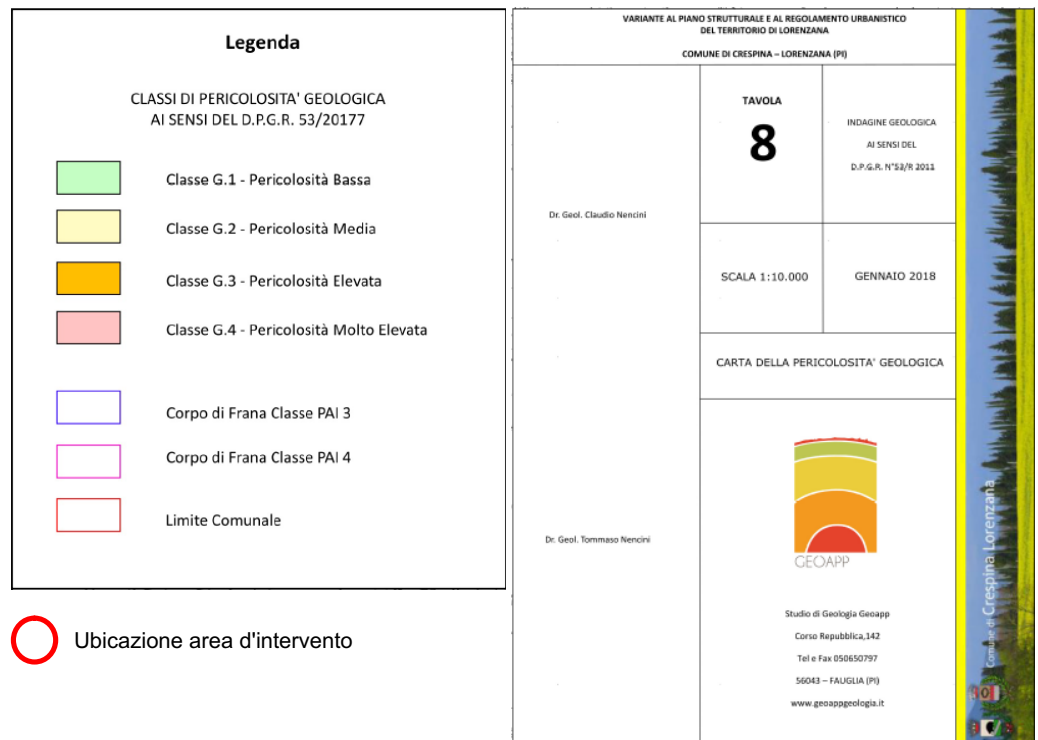 Legenda
CLASSI DI PERICOLOSITA' GEOLOGICA
AI SENSI DEL D.P.G.R. 53/20177
Classe G.1 - Pericolosità Bassa
Classe G.2 - Pericolosità Media
Classe G.3 - Pericolosità Elevata
Classe G.4 - Pericolosità Molto Elevata
Corpo di Frana Classe PAI 3
Corpo di Frana Classe PAI 4
Limite Comunale
Ubicazione area d'intervento
VARIANTE AL PIANO STRUTTURALE E AL REGOLAMENTO URBANISTICO
DEL TERRITORIO DI LORENZANA
COMUNE DI CRESPINA – LORENZANA (PI)
Dr. Geol. Claudio Nencini
Dr. Geol. Tommaso Nencini
TAVOLA
8
INDAGINE GEOLOGICA
AI SENSI DEL
D.P.G.R. N°53/R 2011
SCALA 1:10.000
GENNAIO 2018
CARTA DELLA PERICOLOSITA' GEOLOGICA
GEOAPP
Studio di Geologia Geoapp
Corso Repubblica,142
Tel e Fax 050650797
56043 – FAUGLIA (PI)
www.geoappgeologia.it
Comune di Crespina Lorenzana